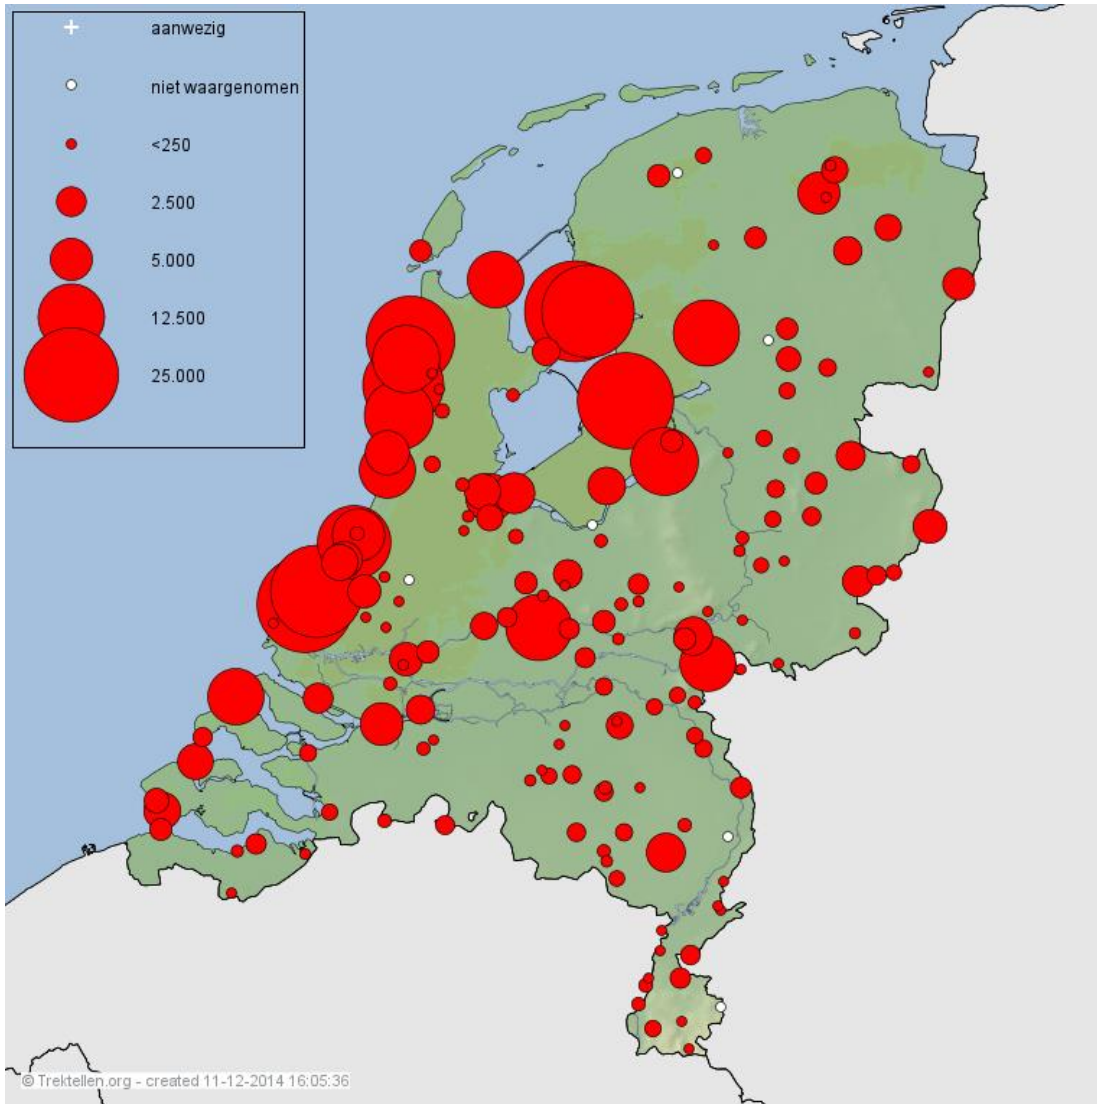 aanwezig
niet waargenomen
<250
2.500
5.000
12.500
25.000
© Trektellen.org - created 11-12-2014 16:05:36